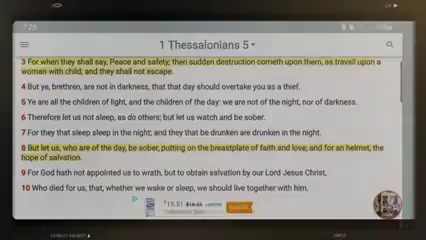 1 Thessalonians 5
3 For when they shall say, Peace and safety; then sudden destruction cometh upon them, as travail upon a
woman with child; and they shall not escape.
4 But ye, brethren, are not in darkness, that that day should overtake you as a thief.
5 Ye are all the children of light, and the children of the day: we are not of the night, nor of darkness.
6 Therefore let us not sleep, as do others; but let us watch and be sober.
7 For they that sleep sleep in the night; and they that be drunken are drunken in the night.
8 But let us, who are of the day, be sober, putting on the breastplate of faith and love; and for an helmet, the
hope of salvation.
9 For God hath not appointed us to wrath, but to obtain salvation by our Lord Jesus Christ,
10 Who died for us, that, whether we wake or sleep, we should live together with him.
$15.51